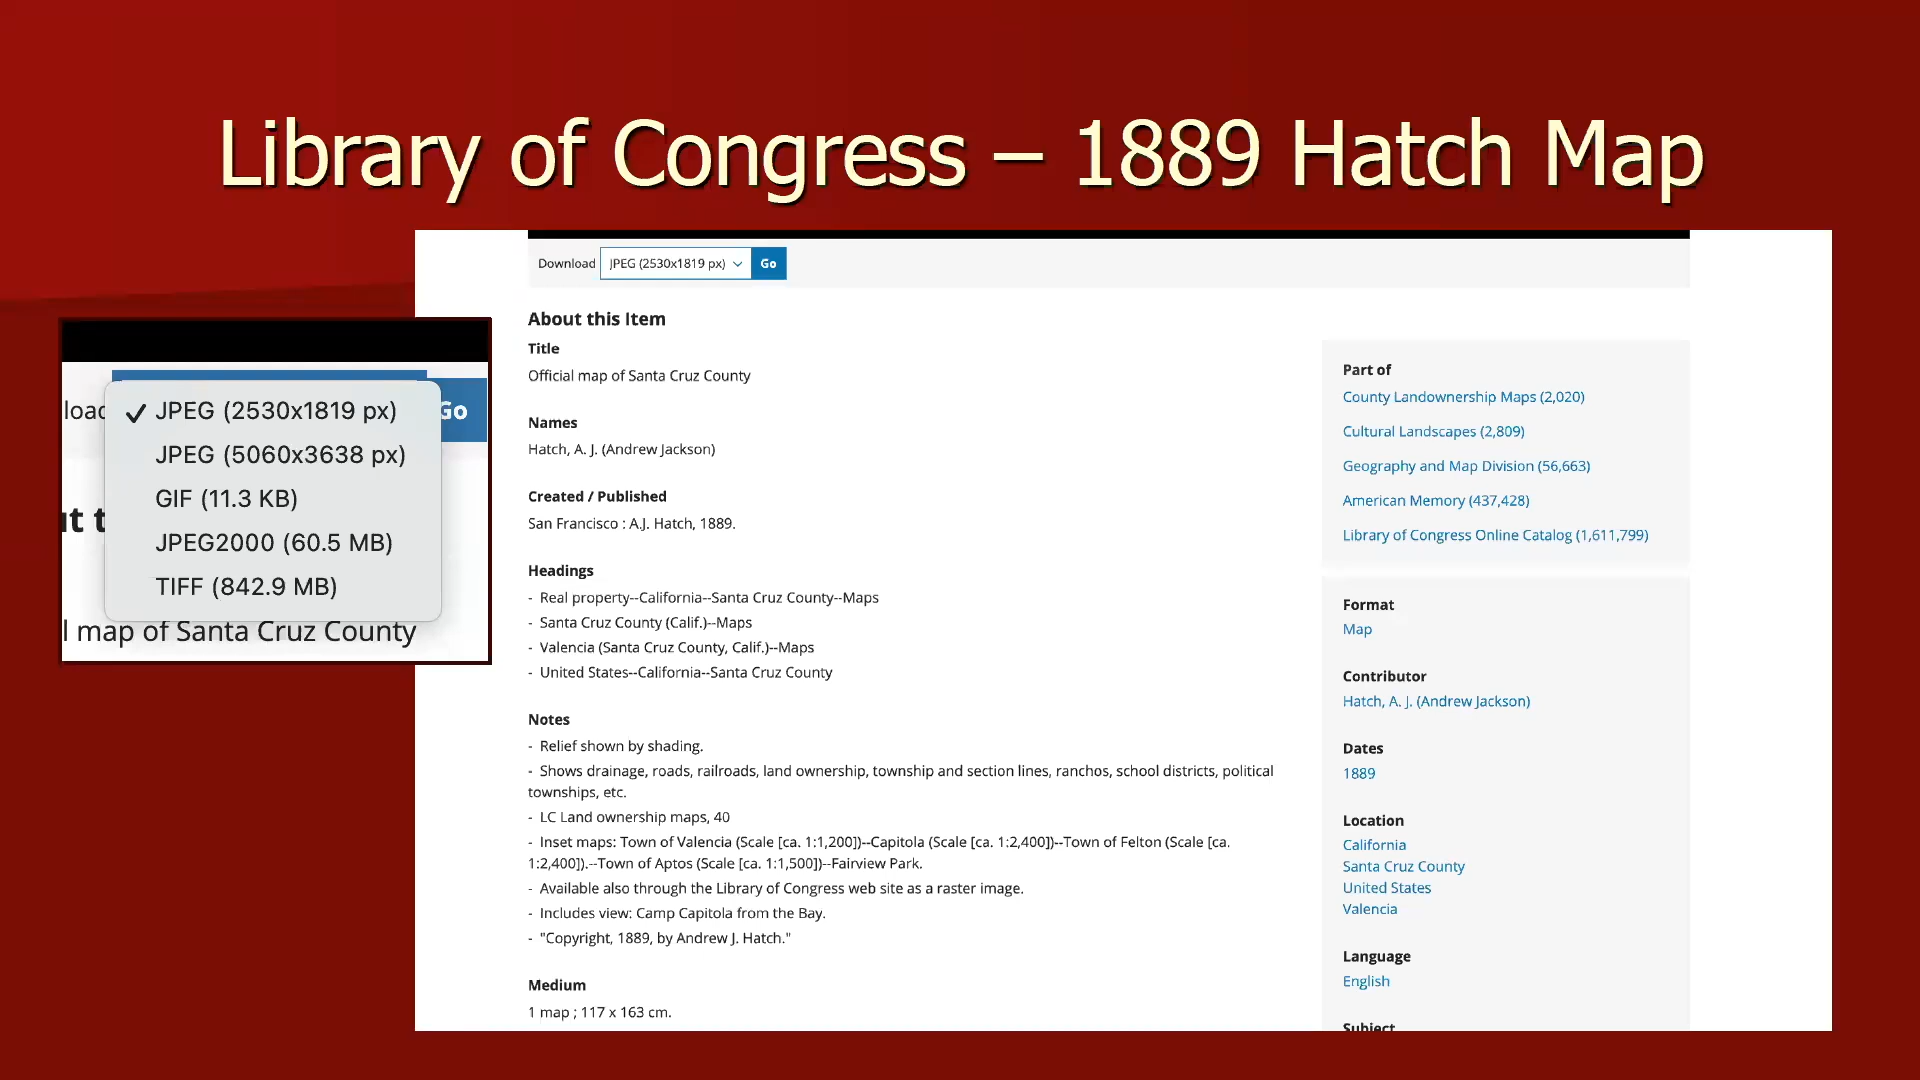 Library of Congress – 1889 Hatch Map
Download JPEG (2530x1819 px) Go
About this Item
Title
Official map of Santa Cruz County
Names
Hatch, A. J. (Andrew Jackson)
Created / Published
San Francisco : A.J. Hatch, 1889.
Headings
- Real property--California--Santa Cruz County--Maps
- Santa Cruz County (Calif.)--Maps
- Valencia (Santa Cruz County, Calif.)--Maps
- United States--California--Santa Cruz County
Notes
- Relief shown by shading.
- Shows drainage, roads, railroads, land ownership, township and section lines, ranchos, school districts, political
townships, etc.
- LC Land ownership maps, 40
- Inset maps: Town of Valencia (Scale [ca. 1:1,200])--Capitola (Scale [ca. 1:2,400])--Town of Felton (Scale [ca.
1:2,400]).--Town of Aptos (Scale [ca. 1:1,500])--Fairview Park.
- Available also through the Library of Congress web site as a raster image.
- Includes view: Camp Capitola from the Bay.
- "Copyright, 1889, by Andrew J. Hatch."
Medium
1 map ; 117 x 163 cm.
Part of
County Landownership Maps (2,020)
Cultural Landscapes (2,809)
Geography and Map Division (56,663)
American Memory (437,428)
Library of Congress Online Catalog (1,611,799)
Format
Map
Contributor
Hatch, A. J. (Andrew Jackson)
Dates
1889
Location
California
Santa Cruz County
United States
Valencia
Language
English
Subject
load ✓ JPEG (2530x1819 px) Go
JPEG (5060x3638 px)
GIF (11.3 KB)
ut t
JPEG2000 (60.5 MB)
TIFF (842.9 MB)
l map of Santa Cruz County